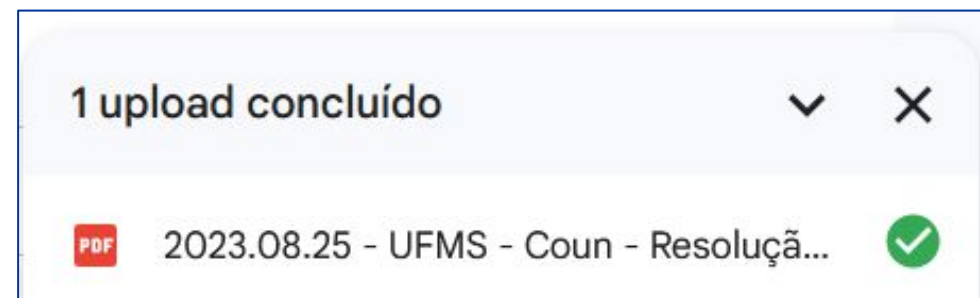 1 upload concluído
PDF 2023.08.25 - UFMS - Coun - Resoluçã...